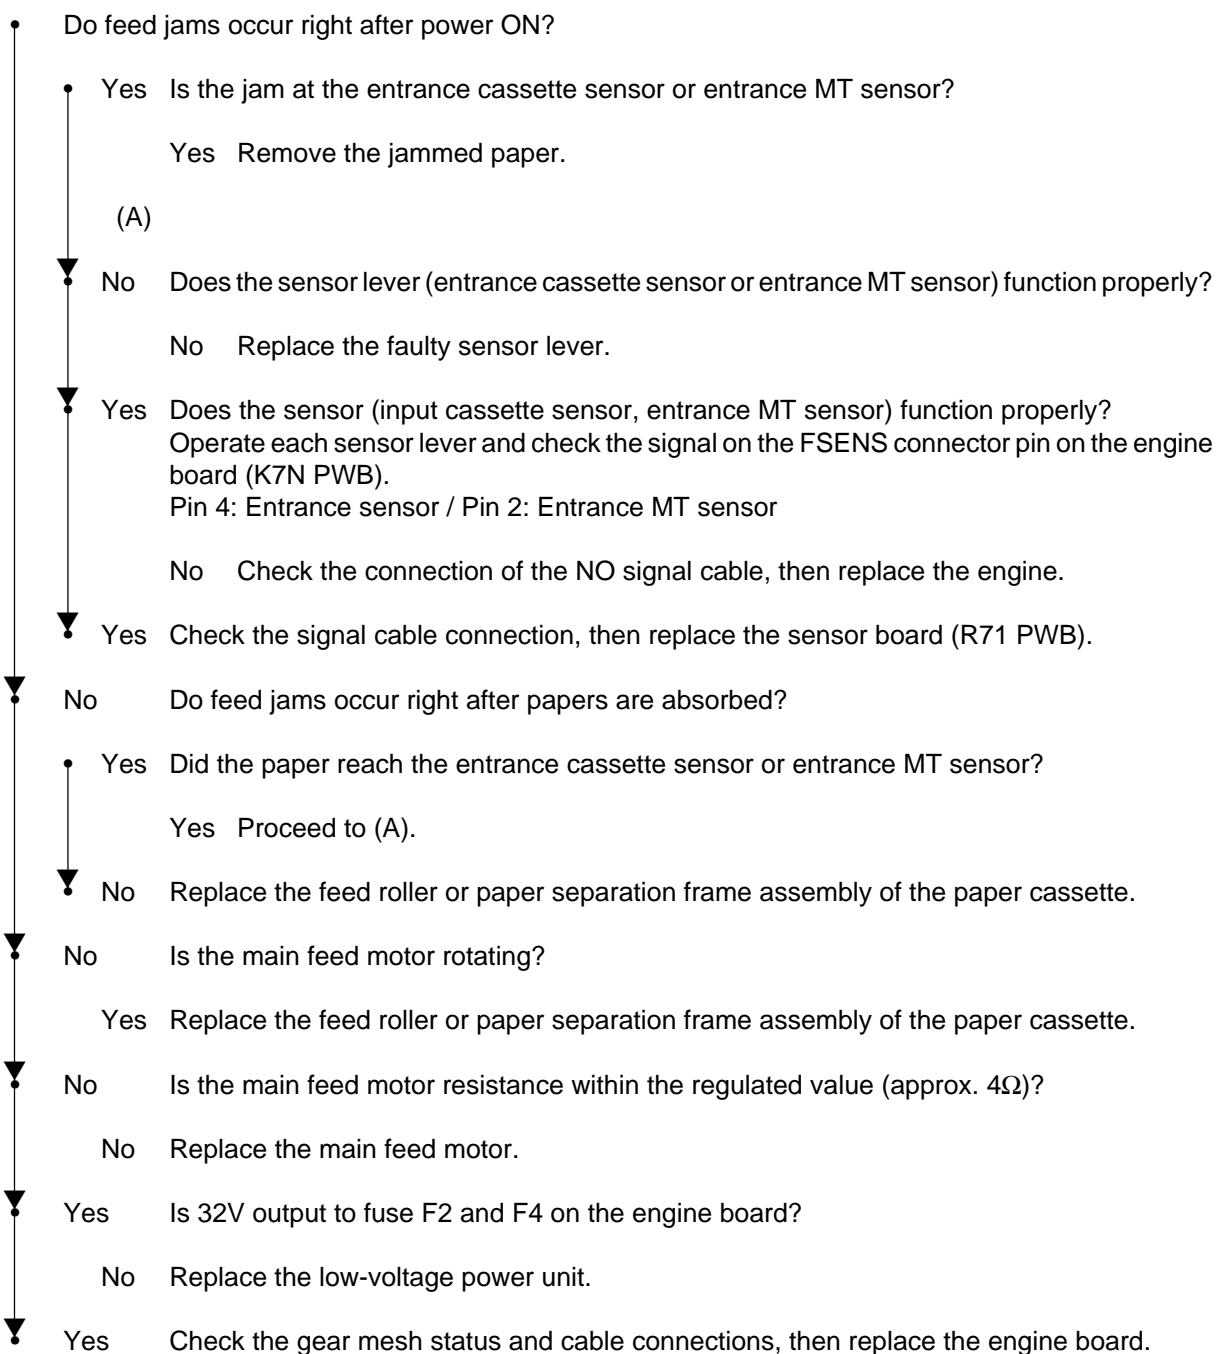 Do feed jams occur right after power ON?
Yes Is the jam at the entrance cassette sensor or entrance MT sensor?
Yes Remove the jammed paper.
(A)
No Does the sensor lever (entrance cassette sensor or entrance MT sensor) function properly?
No Replace the faulty sensor lever.
Yes Does the sensor (input cassette sensor, entrance MT sensor) function properly?
Operate each sensor lever and check the signal on the FSENS connector pin on the engine
board (K7N PWB).
Pin 4: Entrance sensor / Pin 2: Entrance MT sensor
No Check the connection of the NO signal cable, then replace the engine.
Yes Check the signal cable connection, then replace the sensor board (R71 PWB).
No Do feed jams occur right after papers are absorbed?
Yes Did the paper reach the entrance cassette sensor or entrance MT sensor?
Yes Proceed to (A).
No Replace the feed roller or paper separation frame assembly of the paper cassette.
No Is the main feed motor rotating?
Yes Replace the feed roller or paper separation frame assembly of the paper cassette.
No Is the main feed motor resistance within the regulated value (approx. 4Ω)?
No Replace the main feed motor.
Yes Is 32V output to fuse F2 and F4 on the engine board?
No Replace the low-voltage power unit.
Yes Check the gear mesh status and cable connections, then replace the engine board.